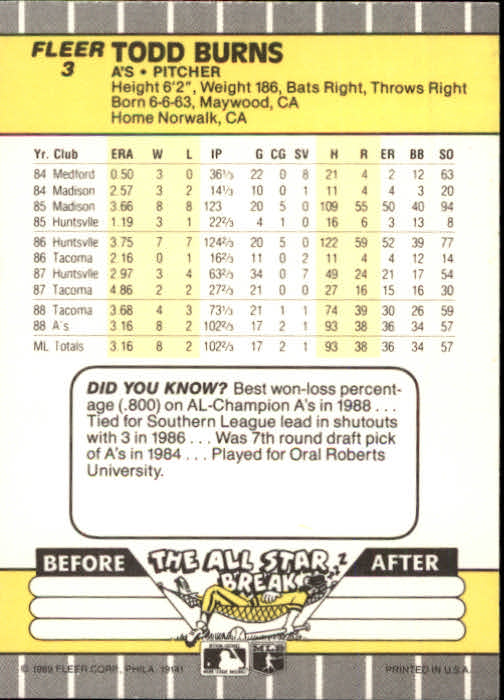 FLEER TODD BURNS
3 A'S • PITCHER
Height 6'2", Weight 186, Bats Right, Throws Right
Born 6-6-63, Maywood, CA
Home Norwalk, CA
Yr. Club ERA W L IP G CG SV H R ER BB SO
84 Medford 0.50 3 0 36⅓ 22 0 8 21 4 2 12 63
84 Madison 2.57 3 2 14⅓ 10 0 1 11 4 4 3 20
85 Madison 3.66 8 8 123 20 5 0 109 55 50 40 94
85 Huntsvlle 1.19 3 1 22⅔ 4 1 0 16 6 3 13 8
86 Huntsvlle 3.75 7 7 124⅔ 20 5 0 122 59 52 39 77
86 Tacoma 2.16 0 1 16⅔ 11 0 2 11 4 4 12 14
87 Huntsvlle 2.97 3 4 63⅔ 34 0 7 49 24 21 17 54
87 Tacoma 4.86 2 2 27⅔ 21 0 0 27 16 15 16 30
88 Tacoma 3.68 4 3 73⅓ 21 1 1 74 39 30 26 59
88 A's 3.16 8 2 102⅔ 17 2 1 93 38 36 34 57
ML Totals 3.16 8 2 102⅔ 17 2 1 93 38 36 34 57
DID YOU KNOW? Best won-loss percent-
age (.800) on AL-Champion A's in 1988 . . .
Tied for Southern League lead in shutouts
with 3 in 1986 . . . Was 7th round draft pick
of A's in 1984 . . . Played for Oral Roberts
University.
BEFORE THE ALL STAR BREAK AFTER
zzz
MLB
© 1989 FLEER CORP., PHILA. 19141 PRINTED IN U.S.A.